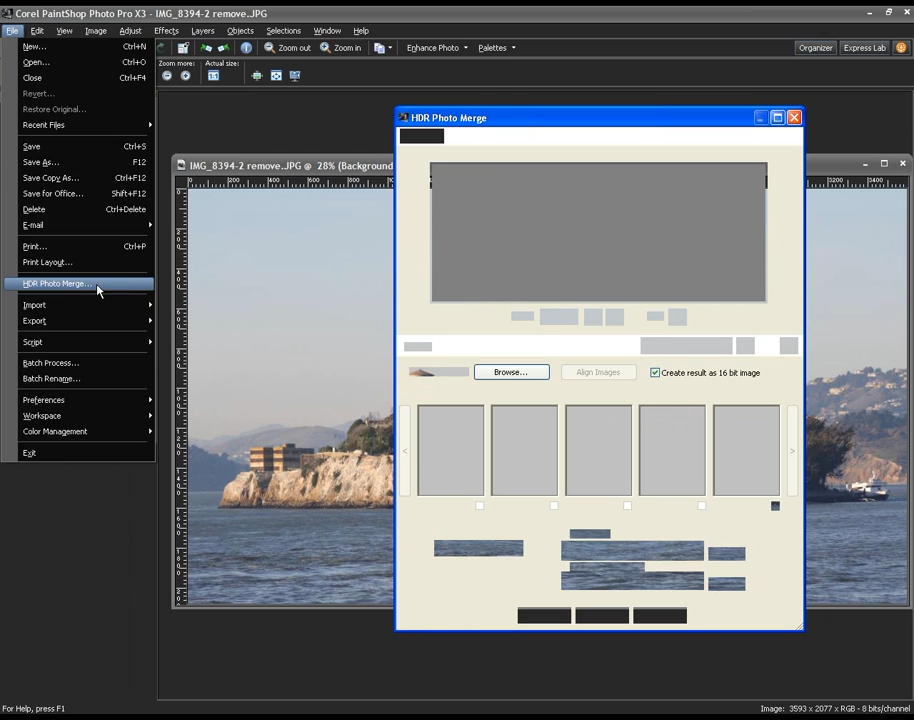 Corel PaintShop Photo Pro X3 - IMG_8394-2 remove.JPG
File Edit View Image Adjust Effects Layers Objects Selections Window Help
Zoom out Zoom in Enhance Photo Palettes Organizer Express Lab
Zoom more: Actual size:
1:1
New... Ctrl+N
Open... Ctrl+O
Close Ctrl+F4
Revert...
Restore Original...
Recent Files
Save Ctrl+S
Save As... F12
Save Copy As... Ctrl+F12
Save for Office... Shift+F12
Delete Ctrl+Delete
E-mail
Print... Ctrl+P
Print Layout...
HDR Photo Merge...
Import
Export
Script
Batch Process...
Batch Rename...
Preferences
Workspace
Color Management
Exit
IMG_8394-2 remove.JPG @ 28% (Background
3200 3400
HDR Photo Merge
Browse... Align Images Create result as 16 bit image
< >
For Help, press F1
Image: 3593 x 2077 x RGB - 8 bits/channel